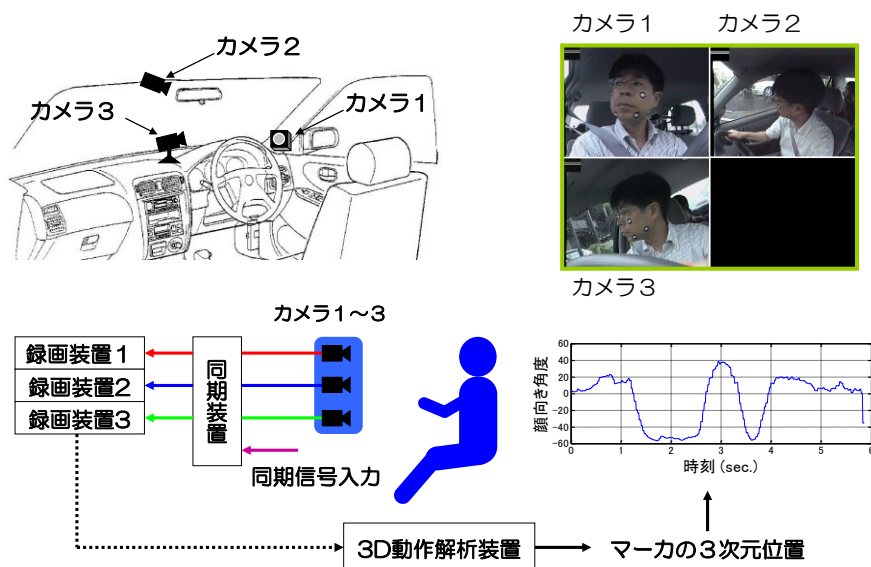 カメラ2
カメラ3
カメラ1
カメラ1
カメラ2
カメラ3
カメラ1～3
録画装置1
録画装置2
録画装置3
同期装置
同期信号入力
顔向き角度
60
40
20
0
−20
−40
−60
0
1
2
3
4
5
6
時刻 (sec.)
3D動作解析装置
マーカの3次元位置